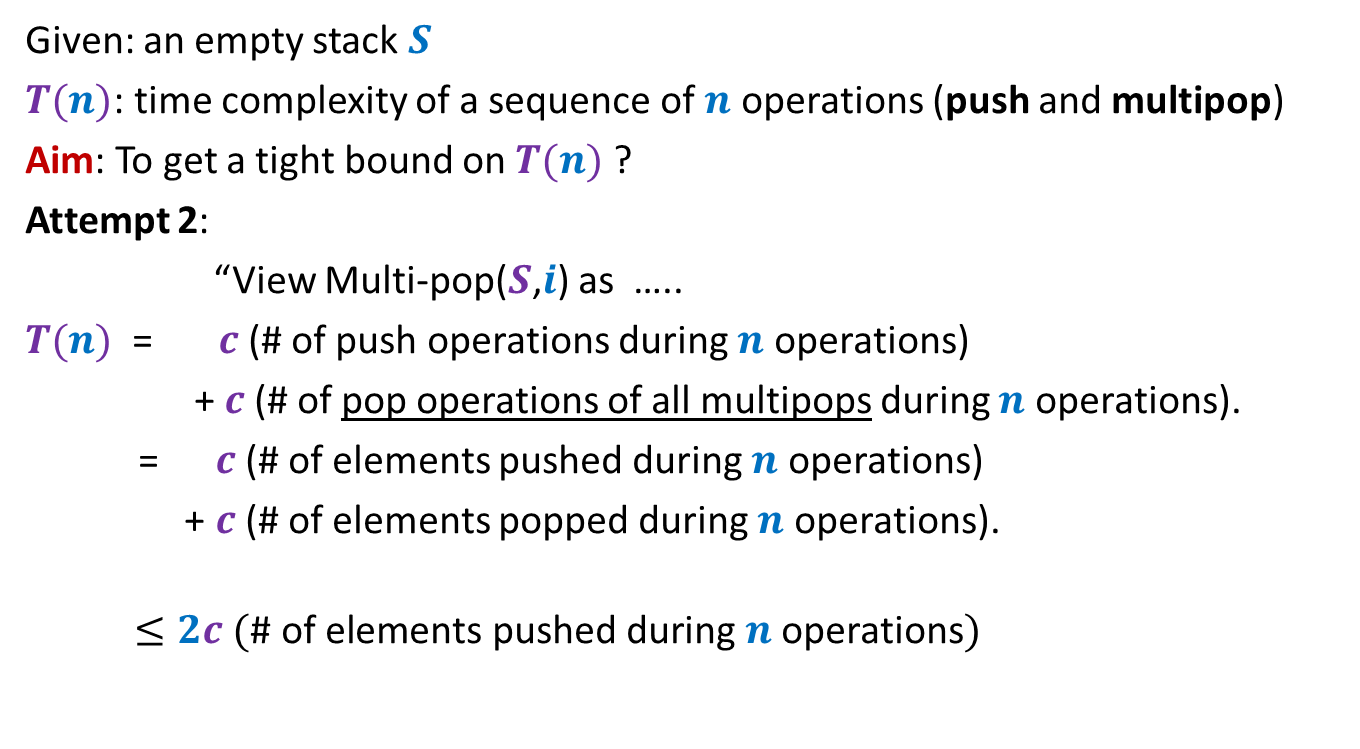 Given: an empty stack S
T(n): time complexity of a sequence of n operations (push and multipop)
Aim: To get a tight bound on T(n) ?
Attempt 2:
“View Multi-pop(S,i) as …..
T(n) = c (# of push operations during n operations)
+ c (# of pop operations of all multipops during n operations).
= c (# of elements pushed during n operations)
+ c (# of elements popped during n operations).
≤ 2c (# of elements pushed during n operations)